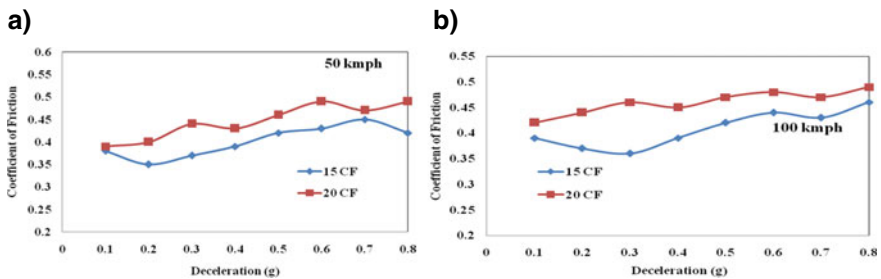 a)
50 kmph
Coefficient of Friction
0.6
0.55
0.5
0.45
0.4
0.35
0.3
0.25
0.2
15 CF
20 CF
0 0.1 0.2 0.3 0.4 0.5 0.6 0.7 0.8
Deceleration (g)
b)
100 kmph
Coefficient of Friction
0.55
0.5
0.45
0.4
0.35
0.3
0.25
0.2
15 CF
20 CF
0 0.1 0.2 0.3 0.4 0.5 0.6 0.7 0.8
Deceleration (g)